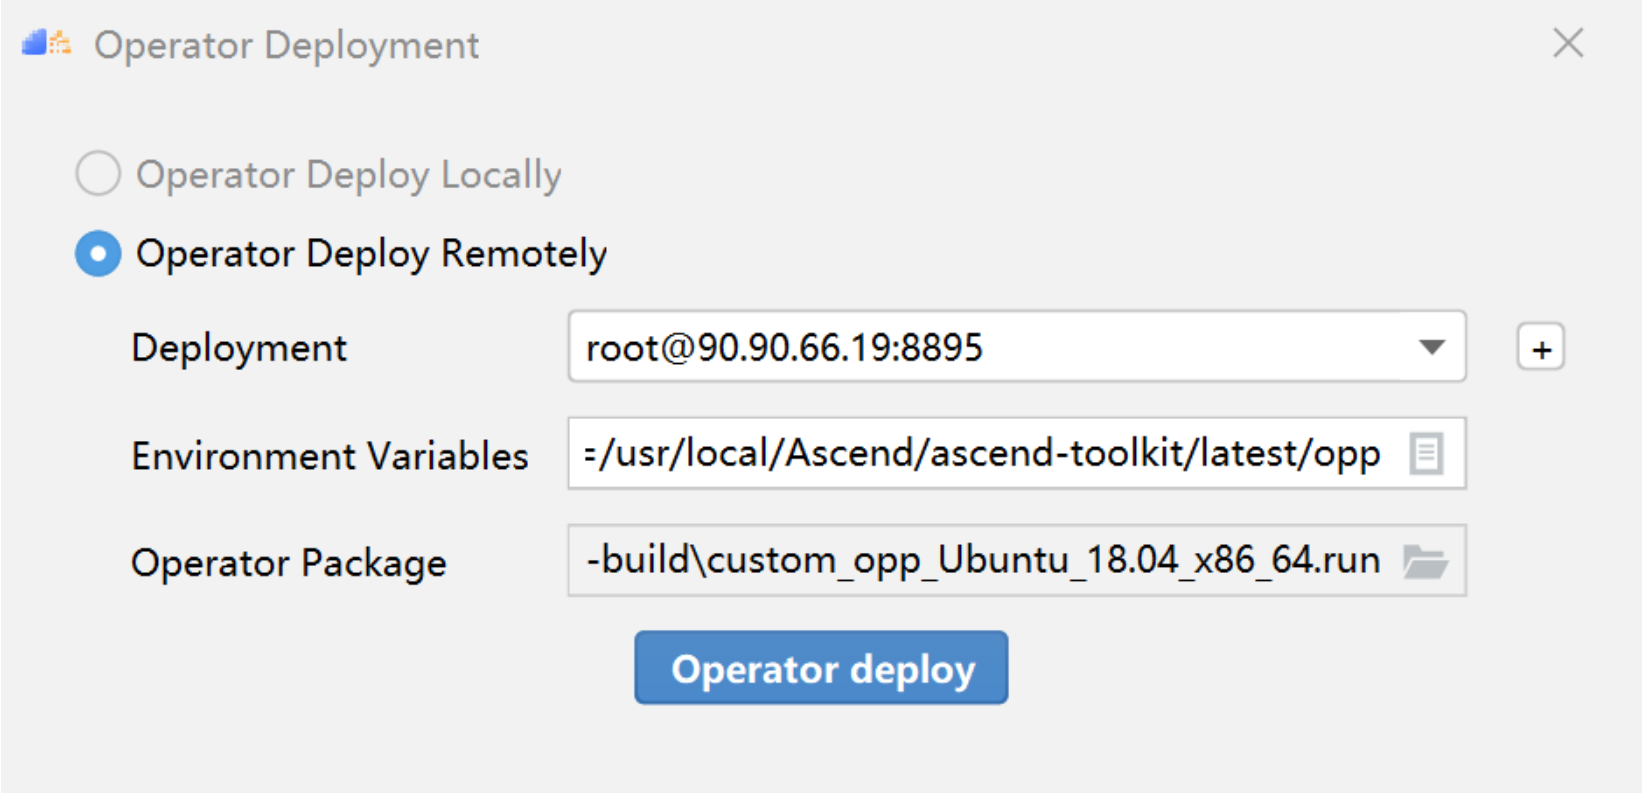 Operator Deployment
Operator Deploy Locally
Operator Deploy Remotely
Deployment root@90.90.66.19:8895 +
Environment Variables =/usr/local/Ascend/ascend-toolkit/latest/opp
Operator Package -build\custom_opp_Ubuntu_18.04_x86_64.run
Operator deploy